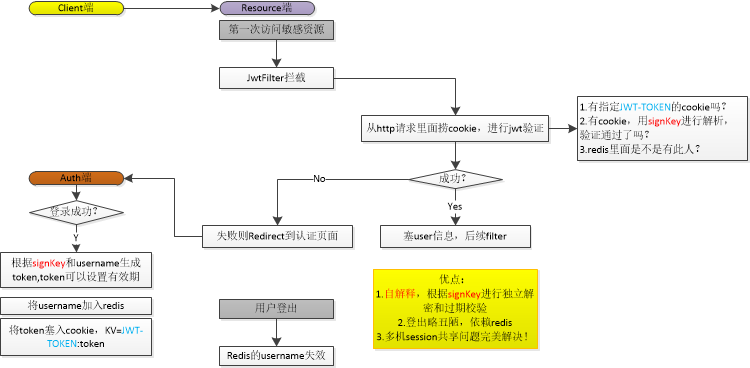 Client端
Resource端
第一次访问敏感资源
JwtFilter拦截
从http请求里面捞cookie，进行jwt验证
1.有指定JWT-TOKEN的cookie吗？
2.有cookie，用signKey进行解析，
验证通过了吗？
3.redis里面是不是有此人？
成功？
No
Yes
失败则Redirect到认证页面
塞user信息，后续filter
Auth端
登录成功？
Y
根据signKey和username生成
token,token可以设置有效期
将username加入redis
将token塞入cookie，KV=JWT-
TOKEN:token
用户登出
Redis的username失效
优点：
1.自解释，根据signKey进行独立解
密和过期校验
2.登出略丑陋，依赖redis
3.多机session共享问题完美解决！